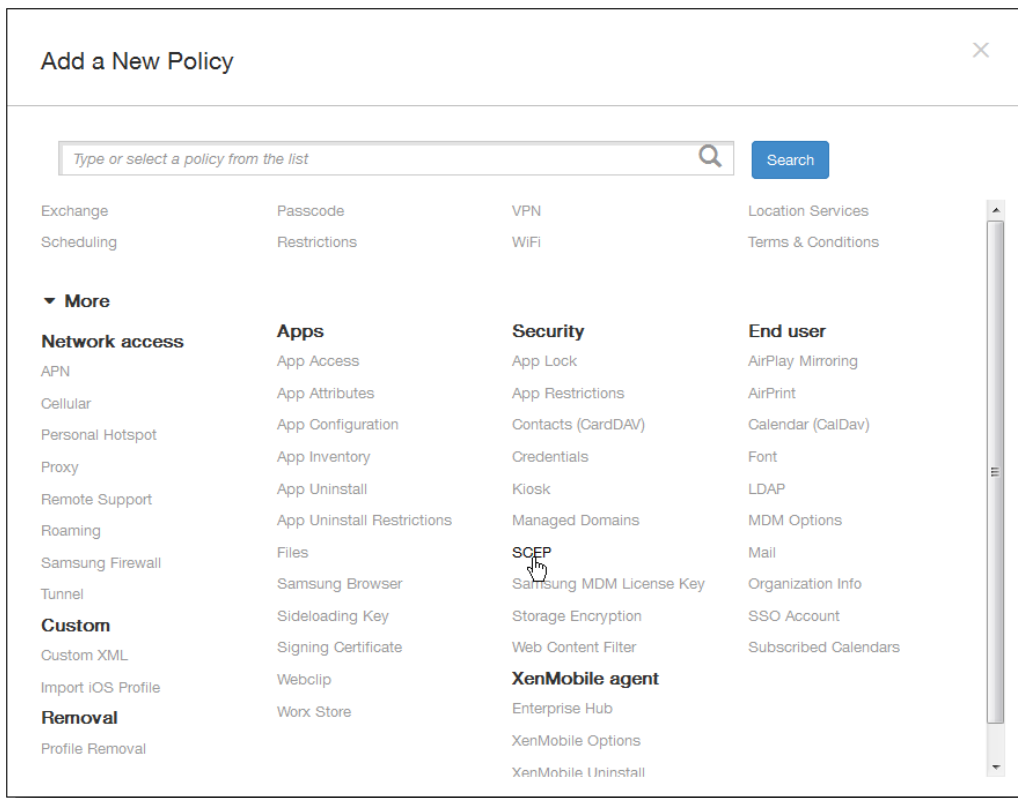 Add a New Policy
Type or select a policy from the list
Search
Exchange
Passcode
VPN
Location Services
Scheduling
Restrictions
WiFi
Terms & Conditions
More
Network access
APN
Cellular
Personal Hotspot
Proxy
Remote Support
Roaming
Samsung Firewall
Tunnel
Custom
Custom XML
Import iOS Profile
Removal
Profile Removal
Apps
App Access
App Attributes
App Configuration
App Inventory
App Uninstall
App Uninstall Restrictions
Files
Samsung Browser
Sideloading Key
Signing Certificate
Webclip
Worx Store
Security
App Lock
App Restrictions
Contacts (CardDAV)
Credentials
Kiosk
Managed Domains
SCEP
Samsung MDM License Key
Storage Encryption
Web Content Filter
XenMobile agent
Enterprise Hub
XenMobile Options
XenMobile Uninstall
End user
AirPlay Mirroring
AirPrint
Calendar (CalDav)
Font
LDAP
MDM Options
Mail
Organization Info
SSO Account
Subscribed Calendars